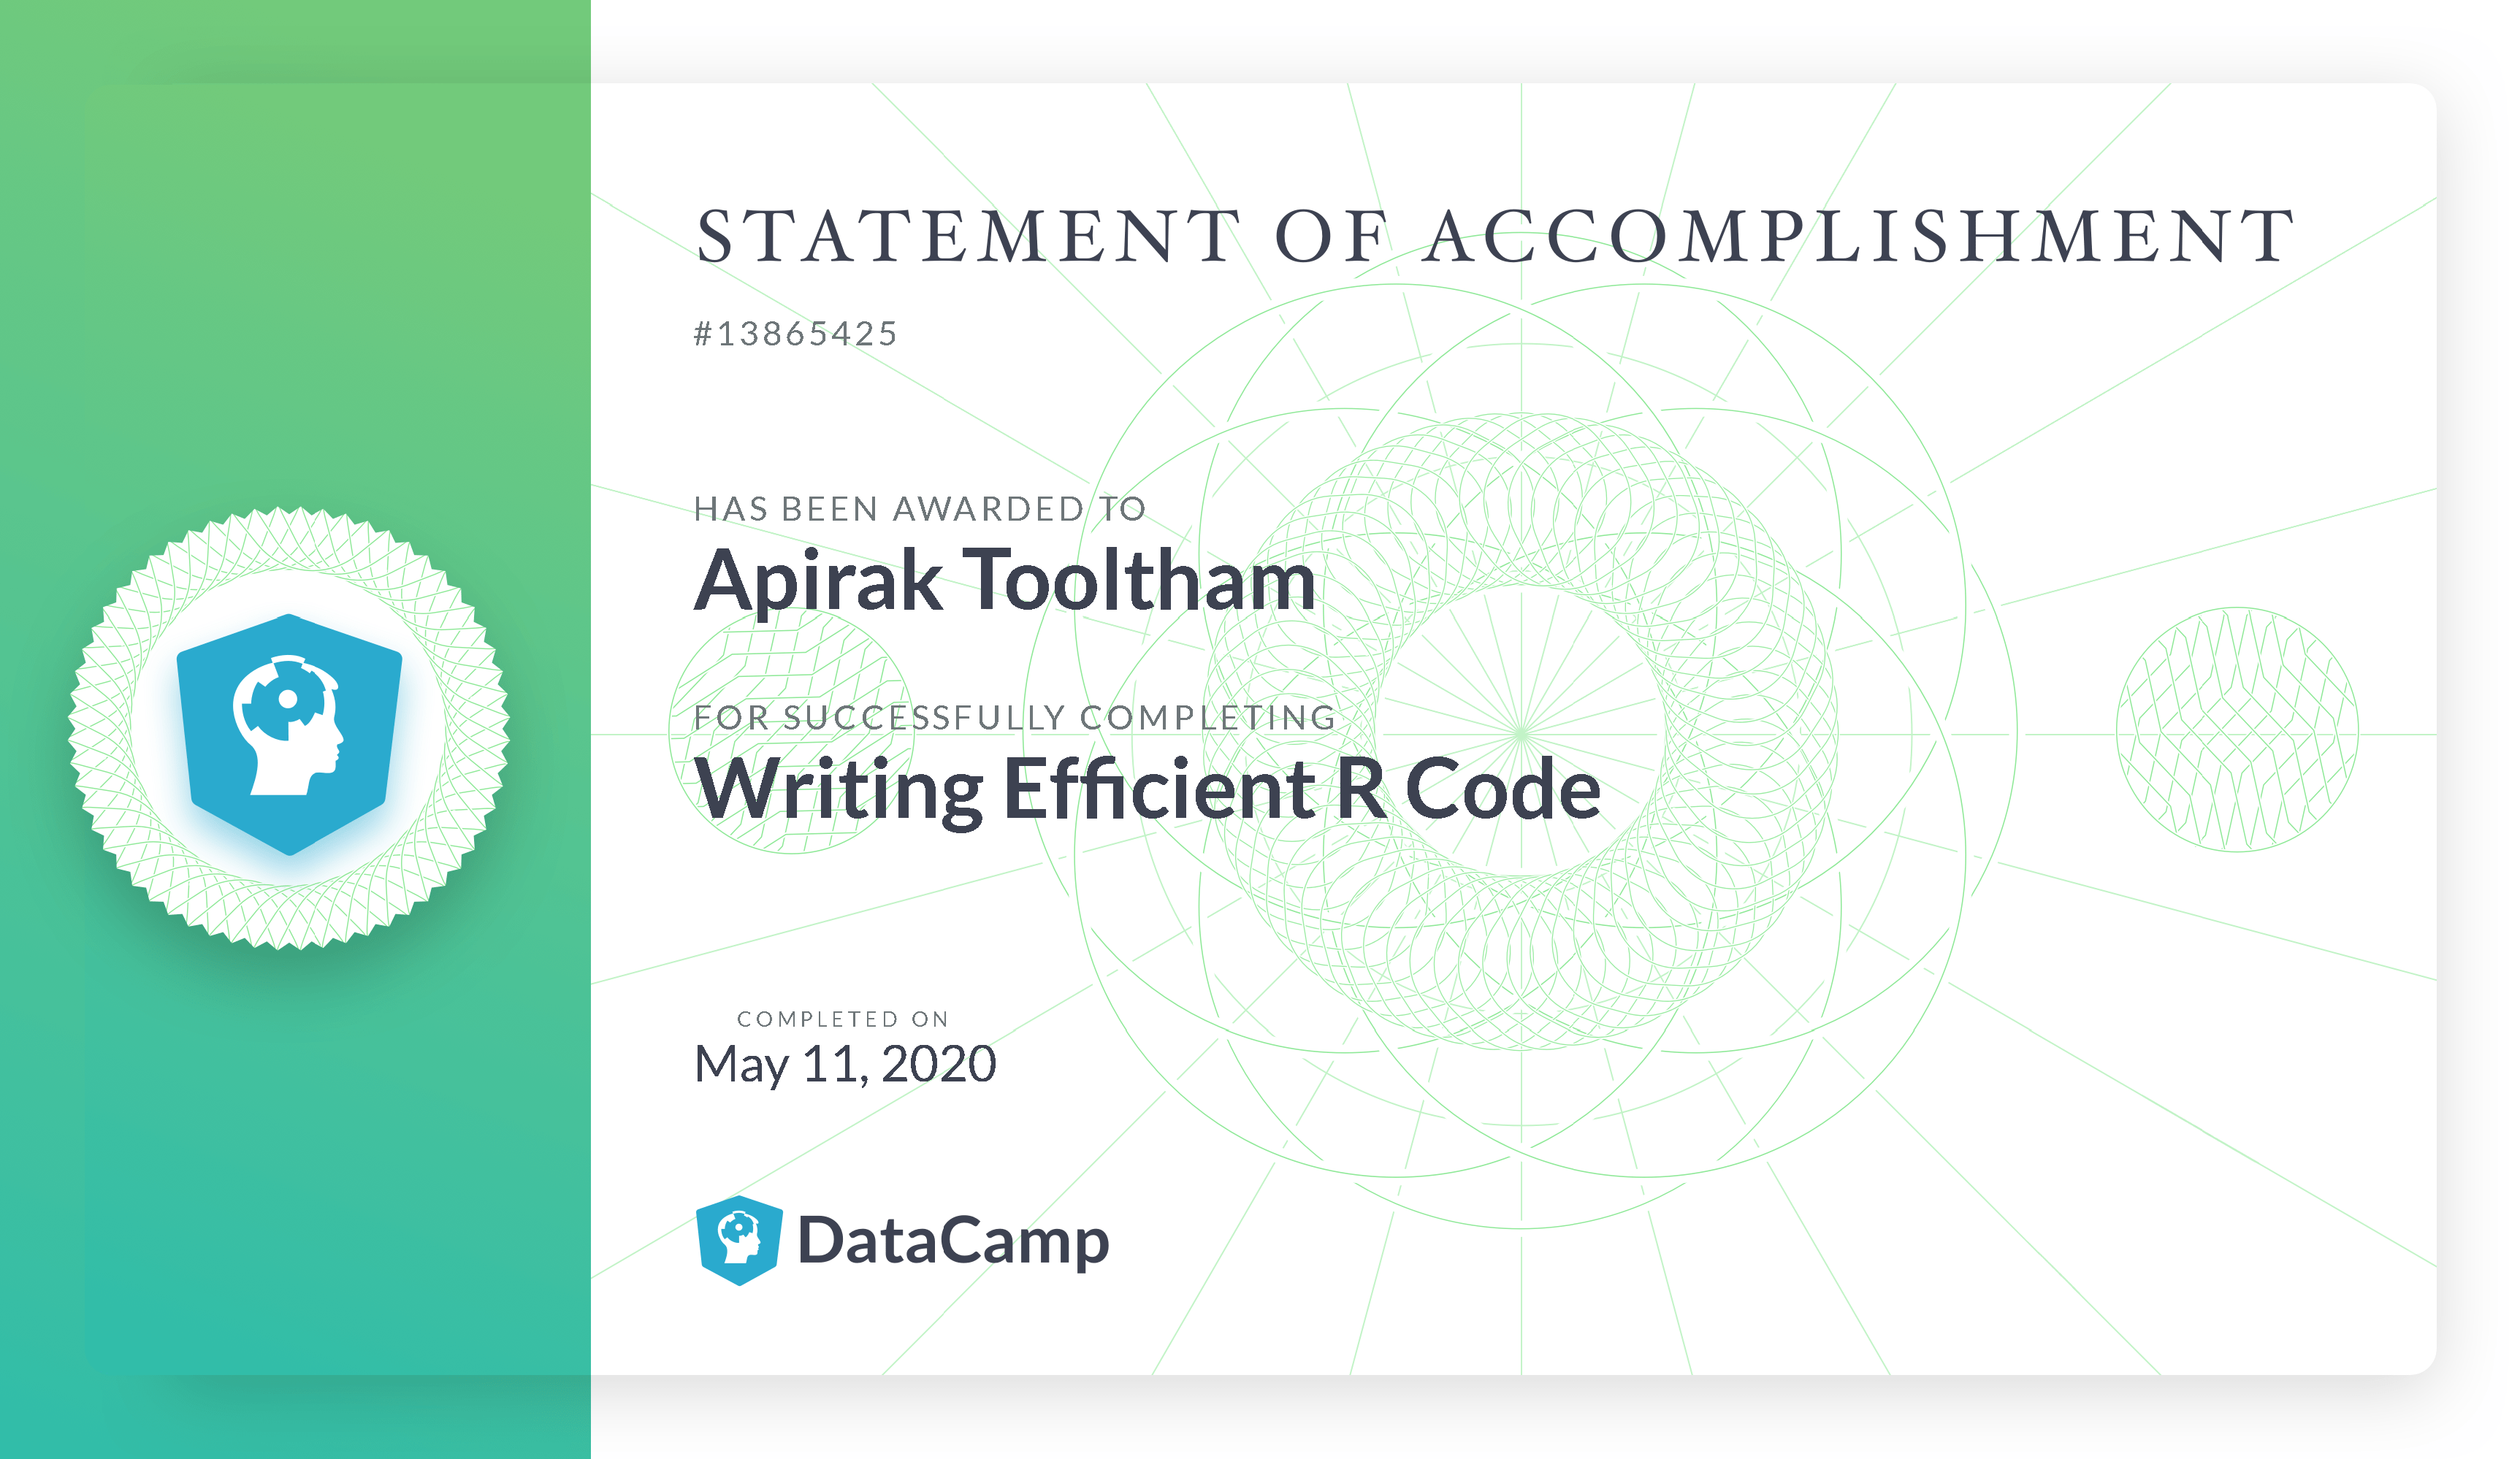 STATEMENT OF ACCOMPLISHMENT
#13865425
HAS BEEN AWARDED TO
Apirak Tooltham
FOR SUCCESSFULLY COMPLETING
Writing Efficient R Code
COMPLETED ON
May 11, 2020
DataCamp